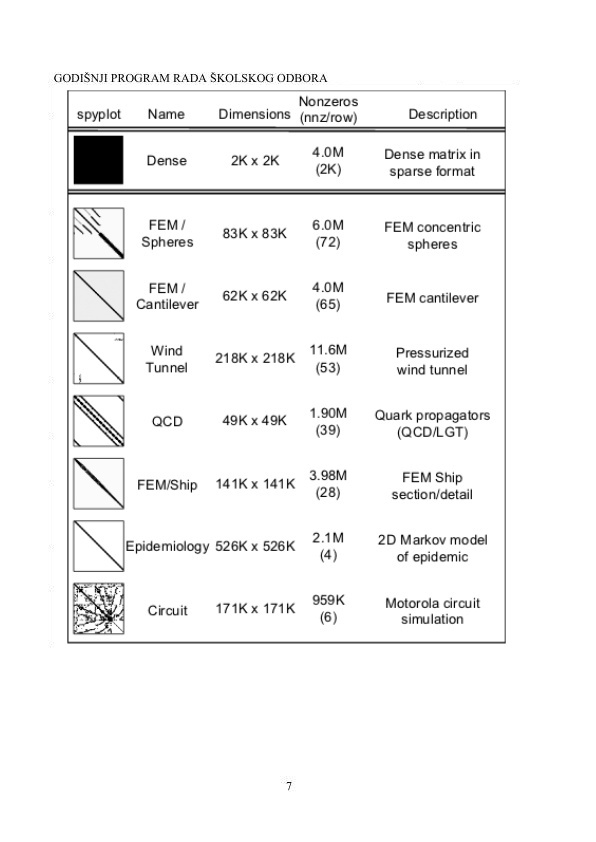 GODIŠNJI PROGRAM RADA ŠKOLSKOG ODBORA
spyplot Name Dimensions Nonzeros (nnz/row) Description
Dense 2K x 2K 4.0M (2K) Dense matrix in sparse format
FEM / Spheres 83K x 83K 6.0M (72) FEM concentric spheres
FEM / Cantilever 62K x 62K 4.0M (65) FEM cantilever
Wind Tunnel 218K x 218K 11.6M (53) Pressurized wind tunnel
QCD 49K x 49K 1.90M (39) Quark propagators (QCD/LGT)
FEM/Ship 141K x 141K 3.98M (28) FEM Ship section/detail
Epidemiology 526K x 526K 2.1M (4) 2D Markov model of epidemic
Circuit 171K x 171K 959K (6) Motorola circuit simulation
7